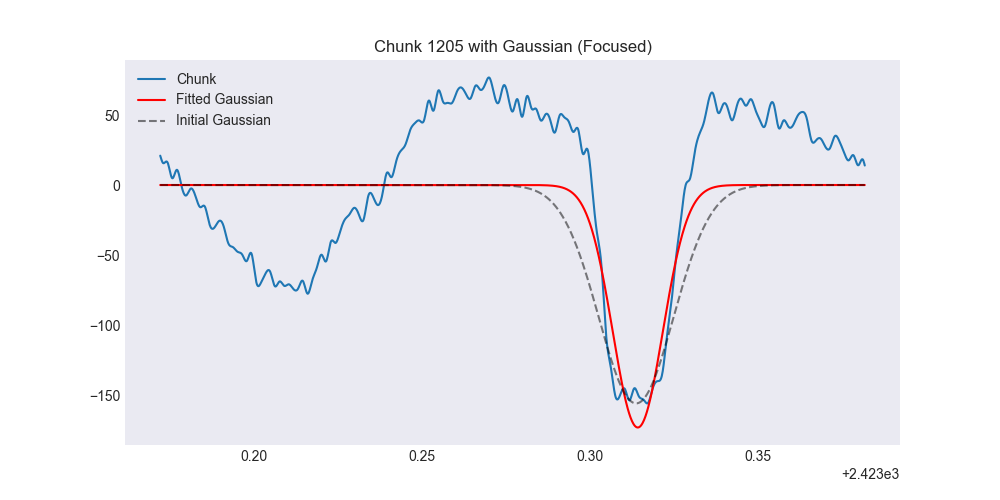 Chunk 1205 with Gaussian (Focused)
Chunk
Fitted Gaussian
Initial Gaussian
50
0
−50
−100
−150
0.20 0.25 0.30 0.35
+2.423e3